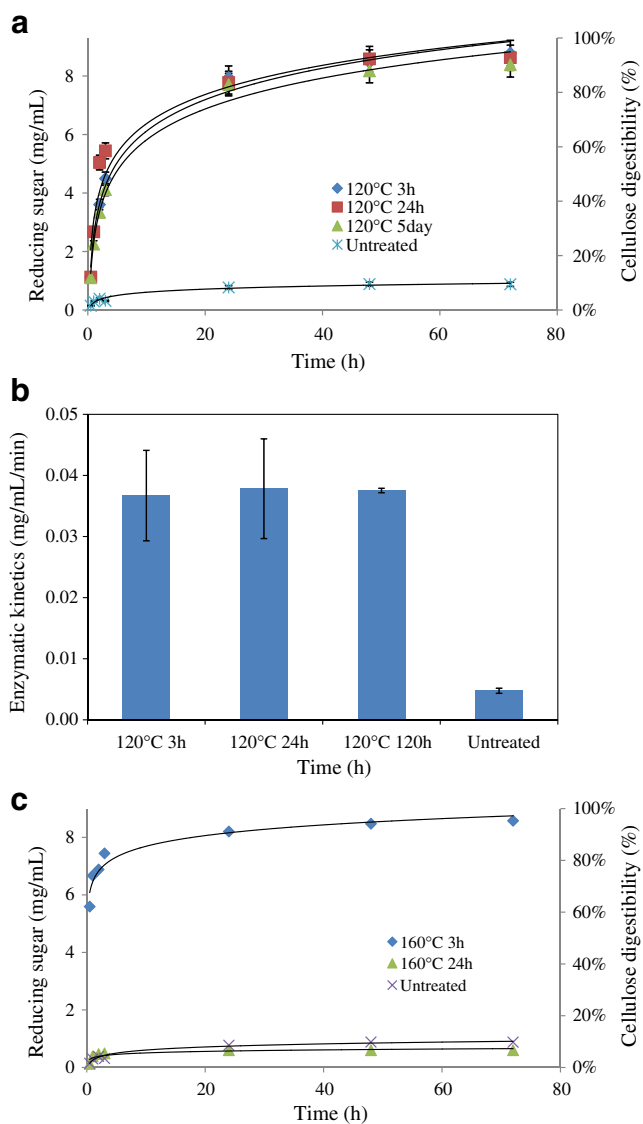 a
Reducing sugar (mg/mL)
8
6
4
2
0
100%
80%
60%
40%
20%
0%
Cellulose digestibility (%)
120°C 3h
120°C 24h
120°C 5day
Untreated
0 20 40 60 80
Time (h)
b
Enzymatic kinetics (mg/mL/min)
0.05
0.04
0.03
0.02
0.01
0.00
120°C 3h 120°C 24h 120°C 120h Untreated
Time (h)
c
Reducing sugar (mg/mL)
8
6
4
2
0
100%
80%
60%
40%
20%
0%
Cellulose digestibility (%)
160°C 3h
160°C 24h
Untreated
0 20 40 60 80
Time (h)